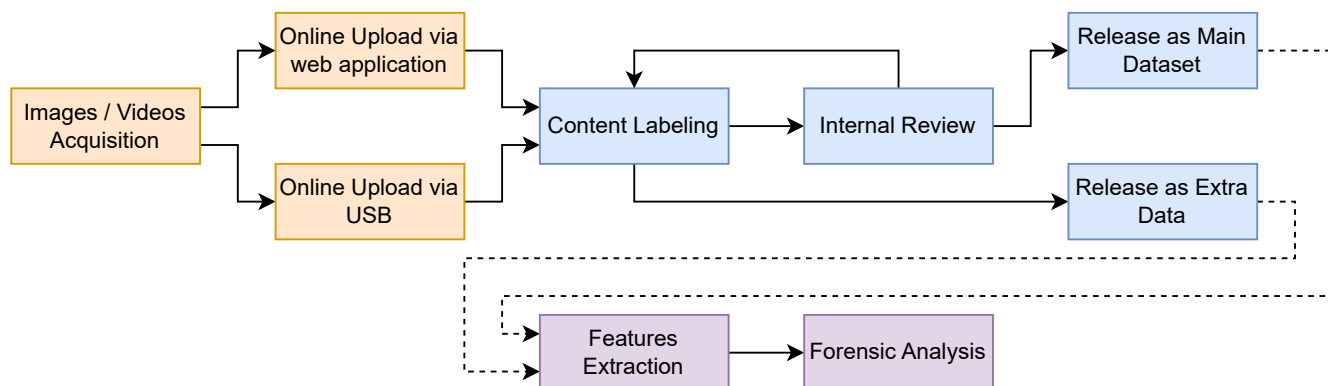 Images / Videos
Acquisition
Online Upload via
web application
Online Upload via
USB
Content Labeling
Internal Review
Release as Main
Dataset
Release as Extra
Data
Features
Extraction
Forensic Analysis